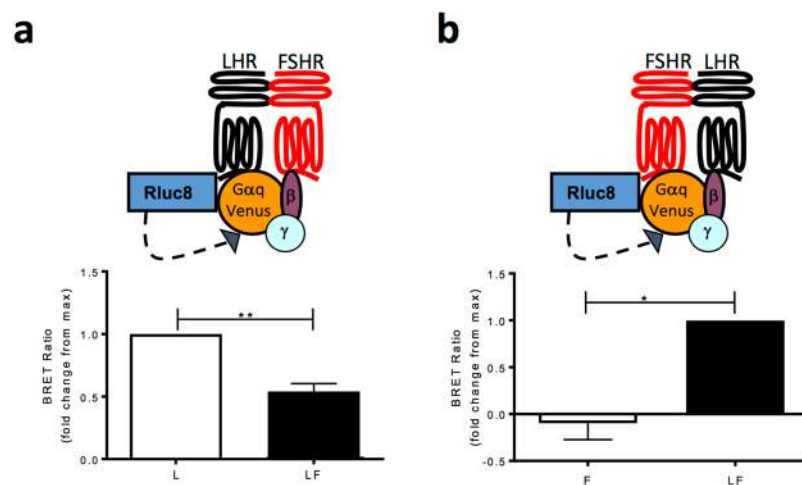 a
LHR FSHR
Rluc8
Gαq
Venus
β
γ
BRET Ratio
(fold change from max)
1.5
1.0
0.5
0.0
**
L LF
b
FSHR LHR
Rluc8
Gαq
Venus
β
γ
BRET Ratio
(fold change from max)
1.5
1.0
0.5
0.0
-0.5
*
F LF